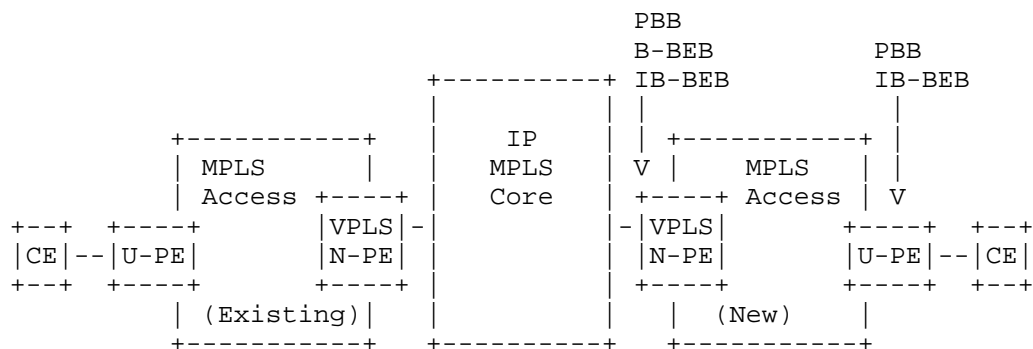 PBB
B-BEB PBB
IB-BEB IB-BEB
IP
MPLS MPLS V MPLS
Access Core Access V
VPLS VPLS
CE U-PE N-PE N-PE U-PE CE
(Existing) (New)